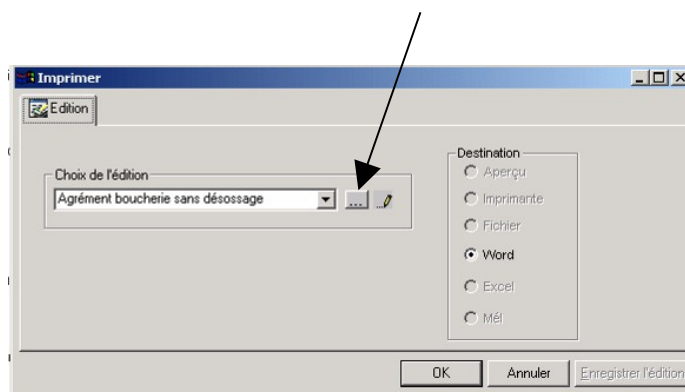 Imprimer
Edition
Choix de l'édition
Agrément boucherie sans désossage
...
Destination
Aperçu
Imprimante
Fichier
Word
Excel
Mél
OK
Annuler
Enregistrer l'édition